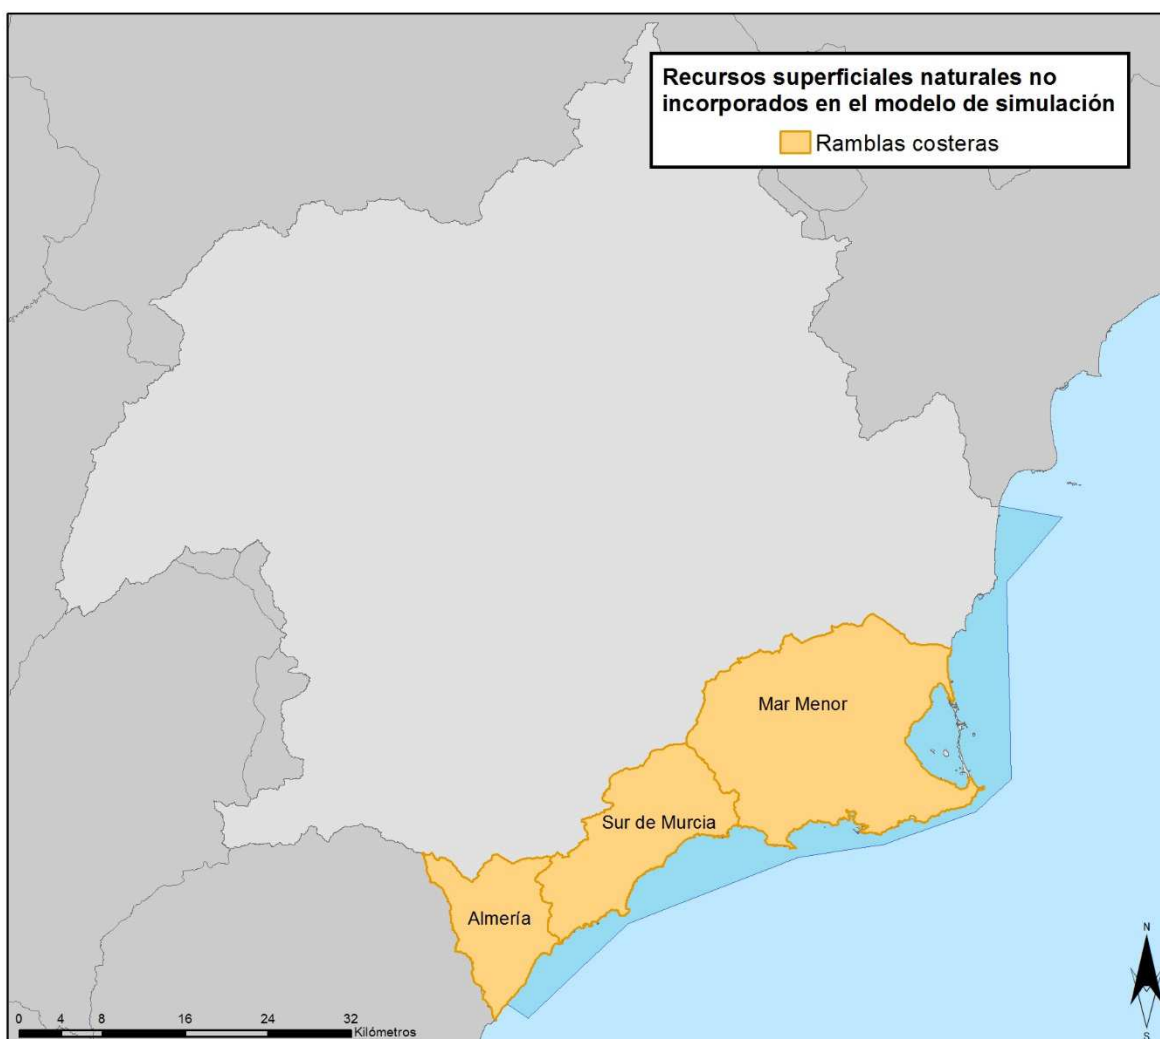 Recursos superficiales naturales no
incorporados en el modelo de simulación
Ramblas costeras
Mar Menor
Sur de Murcia
Almería
N
S
0 4 8 16 24 32
Kilómetros